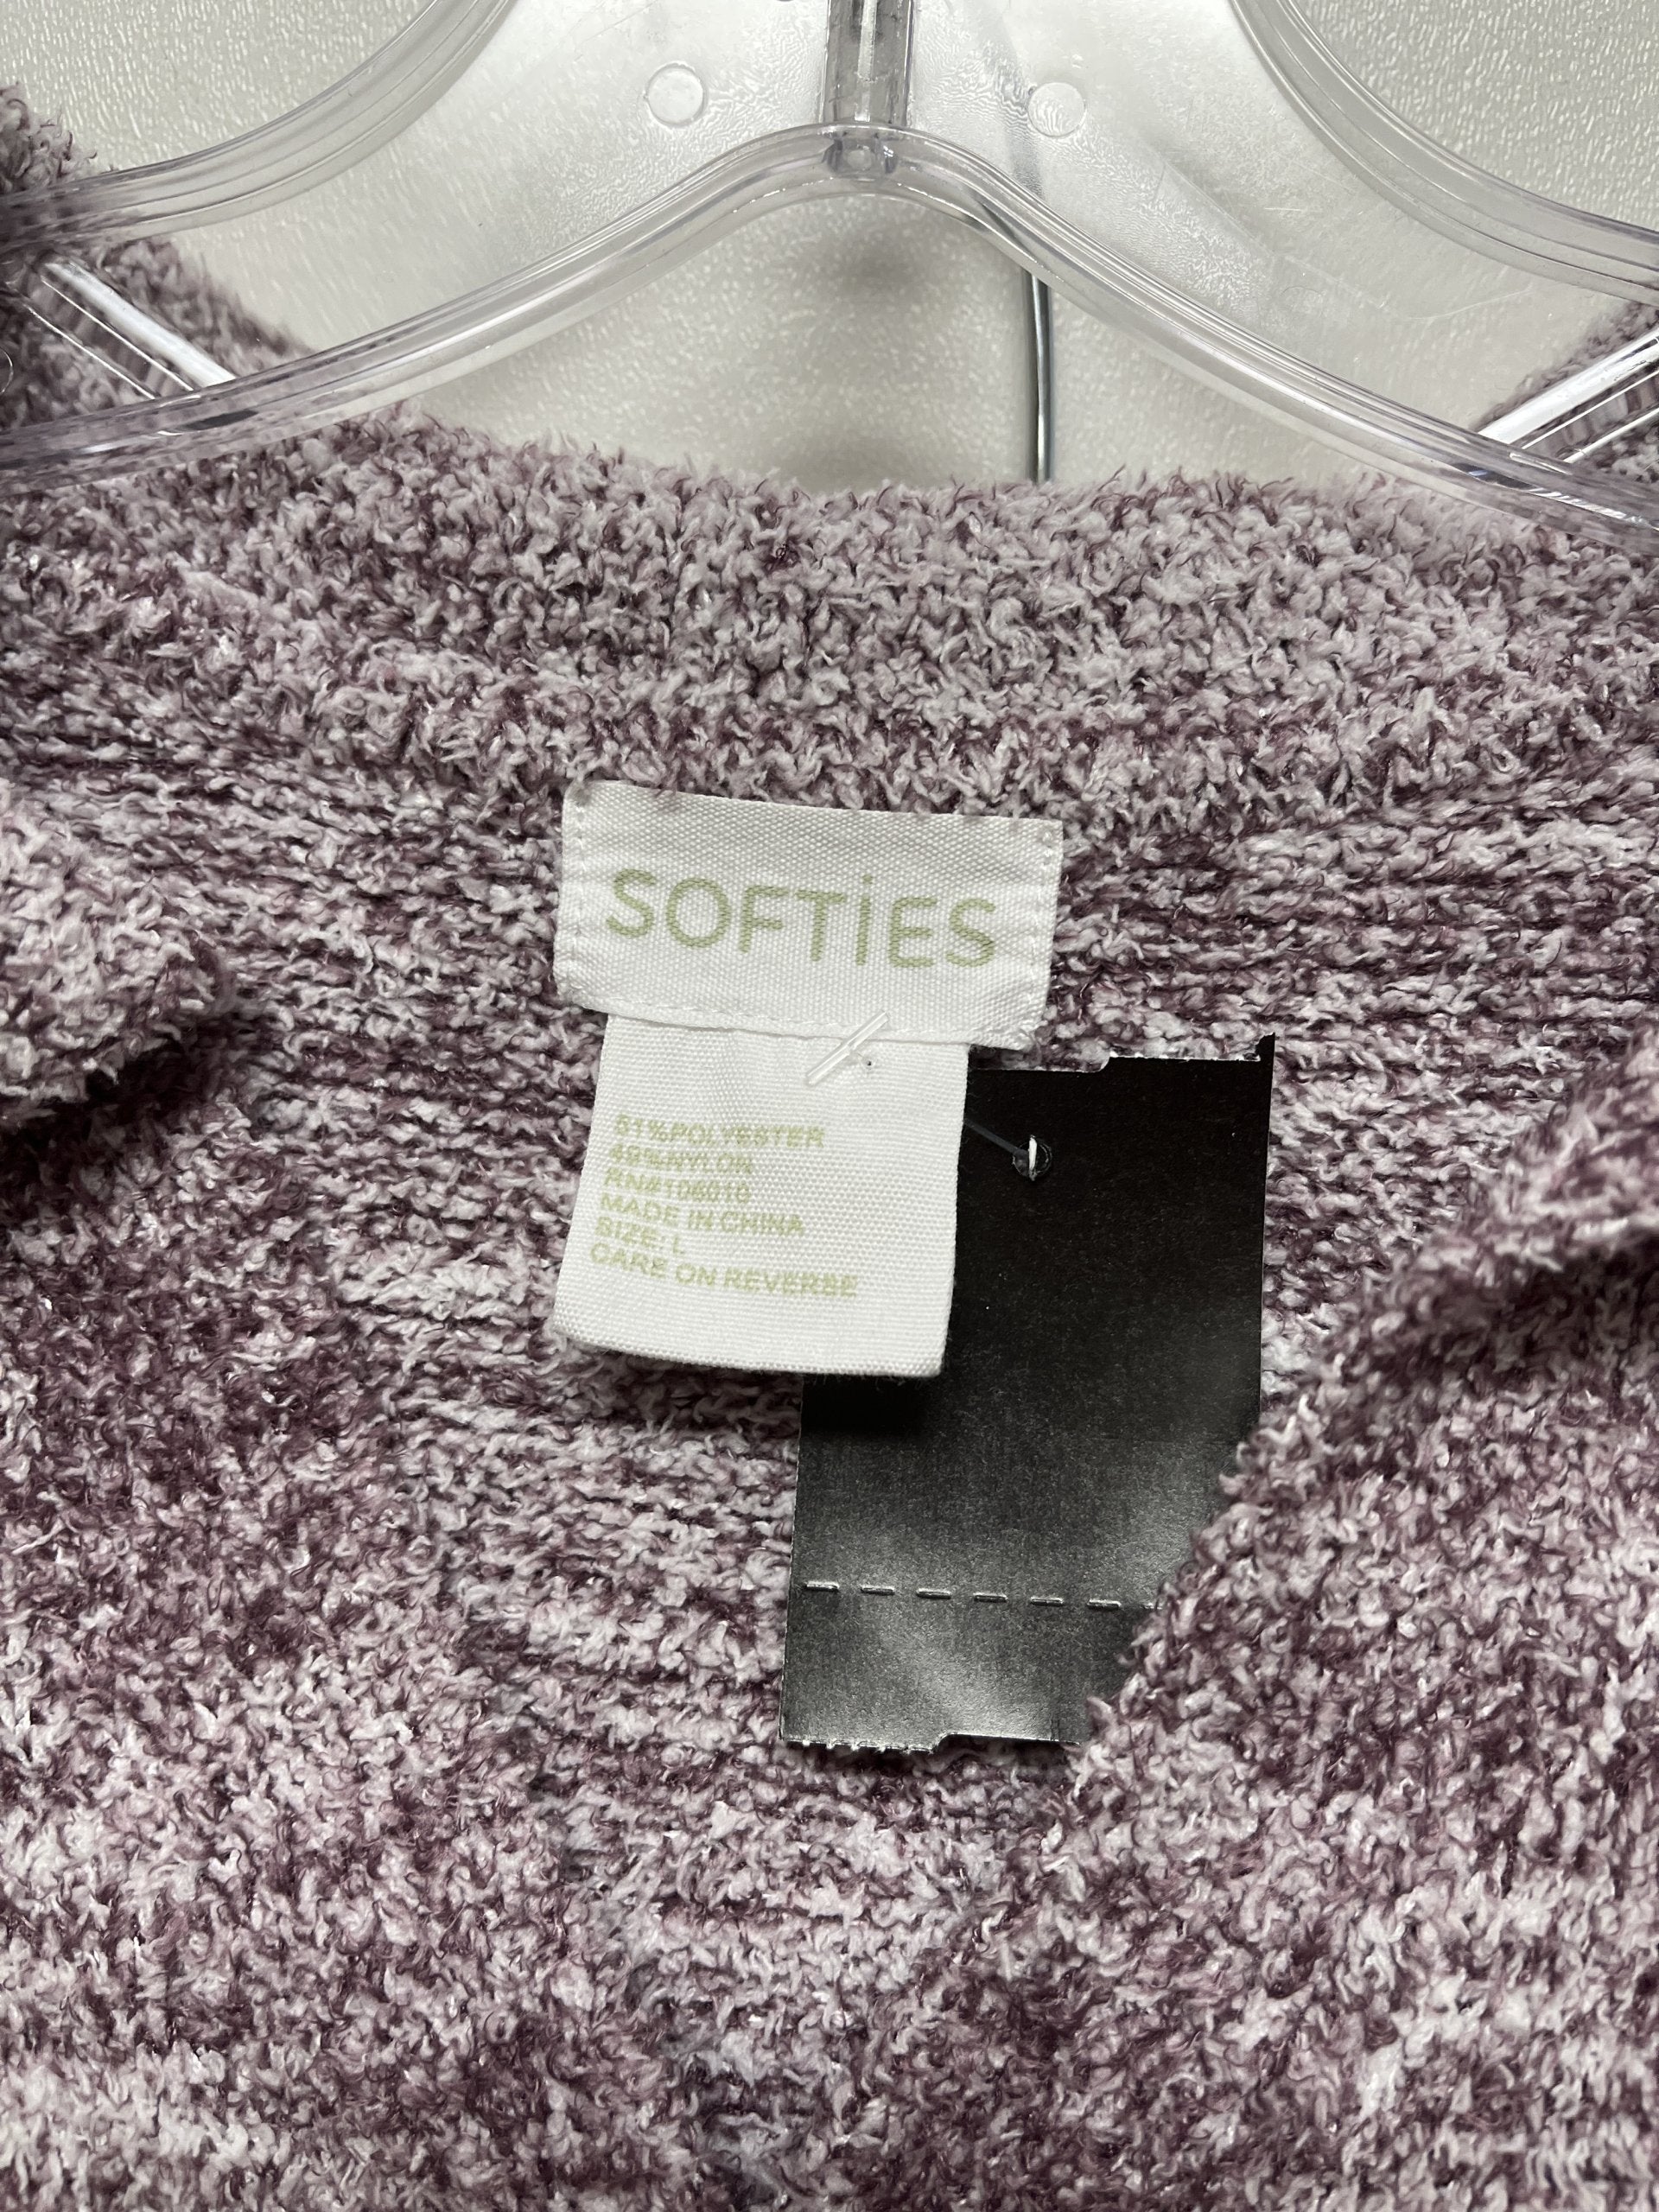 SOFTiES
51%POLYESTER
49%NYLON
RN#106010
MADE IN CHINA
SIZE: L
CARE ON REVERSE